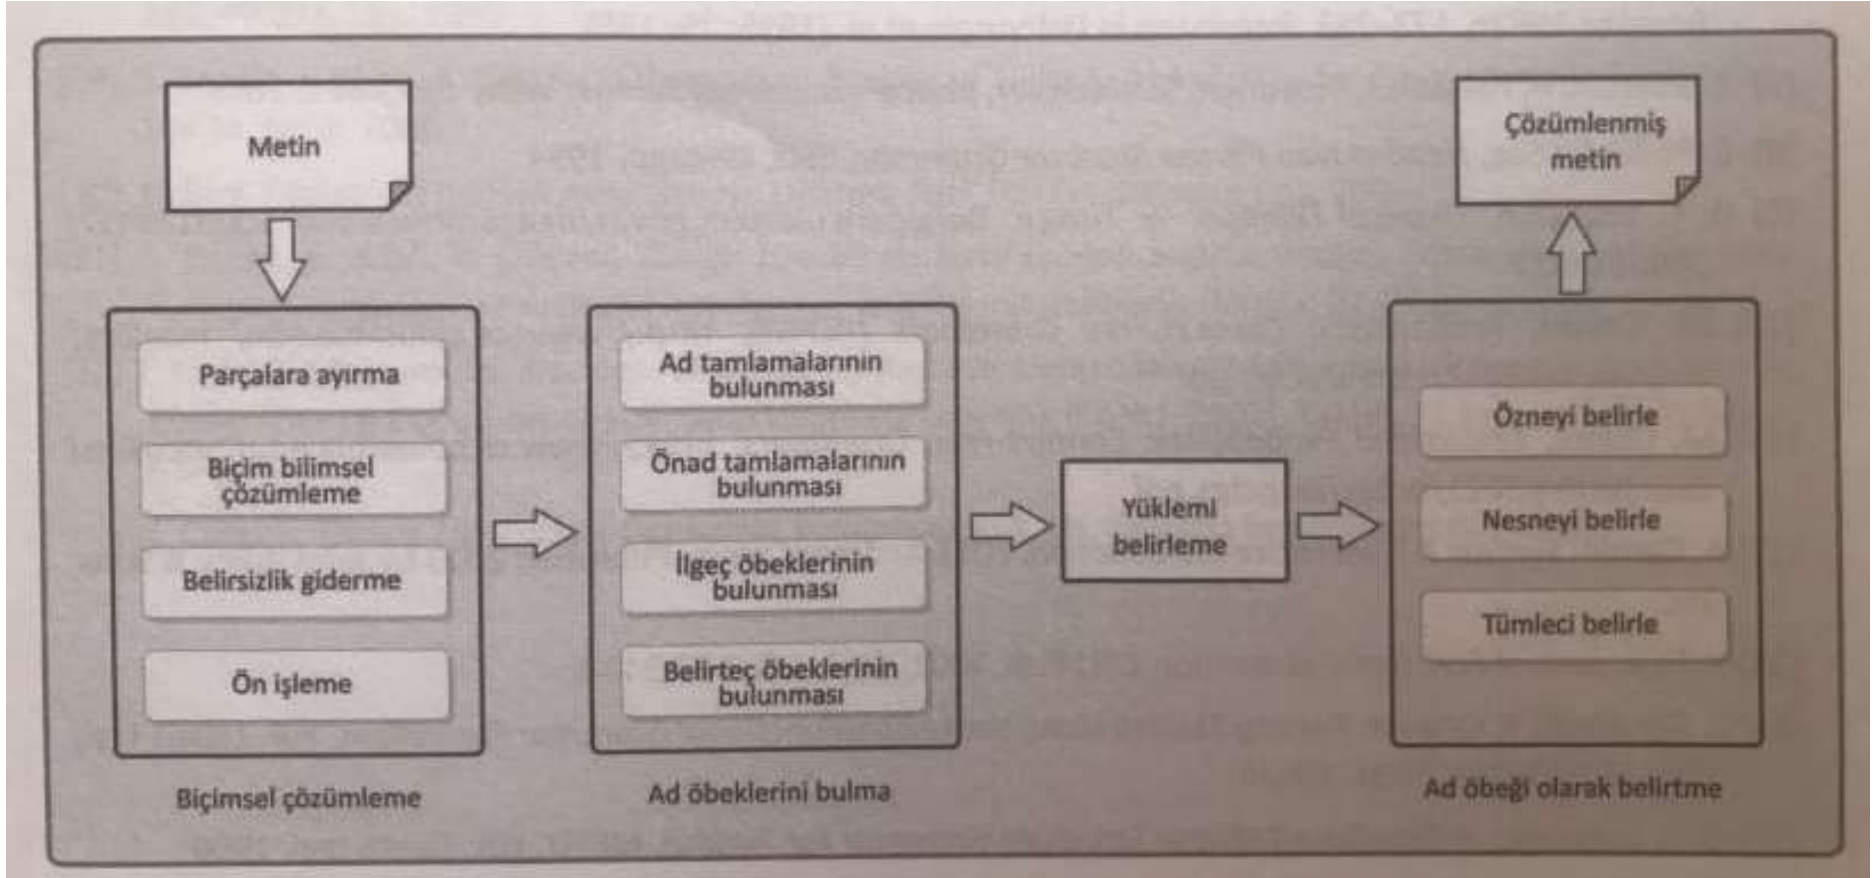 Metin
Parçalara ayırma
Biçim bilimsel
çözümleme
Belirsizlik giderme
Ön işleme
Biçimsel çözümleme
Ad tamlamalarının
bulunması
Önad tamlamalarının
bulunması
İlgeç öbeklerinin
bulunması
Belirteç öbeklerinin
bulunması
Ad öbeklerini bulma
Yüklemi
belirleme
Özneyi belirle
Nesneyi belirle
Tümleci belirle
Ad öbeği olarak belirtme
Çözümlenmiş
metin